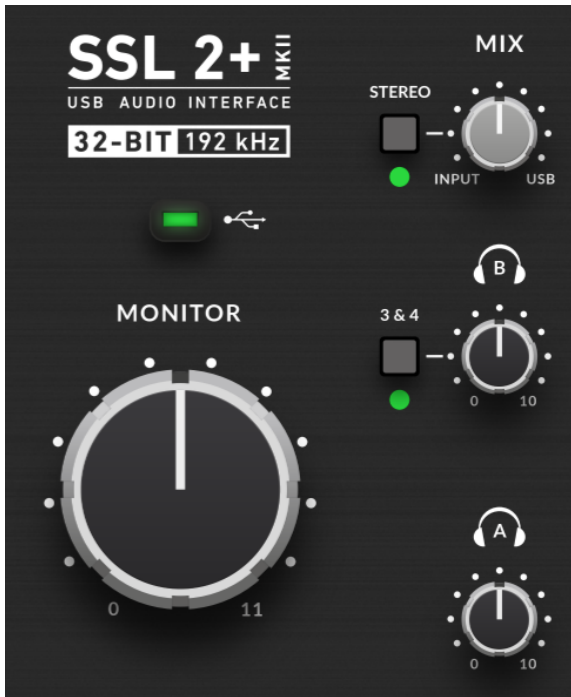 SSL 2+ MKII
USB AUDIO INTERFACE
32-BIT 192 kHz
MIX
STEREO
INPUT USB
B
3 & 4
0 10
MONITOR
0 11
A
0 10